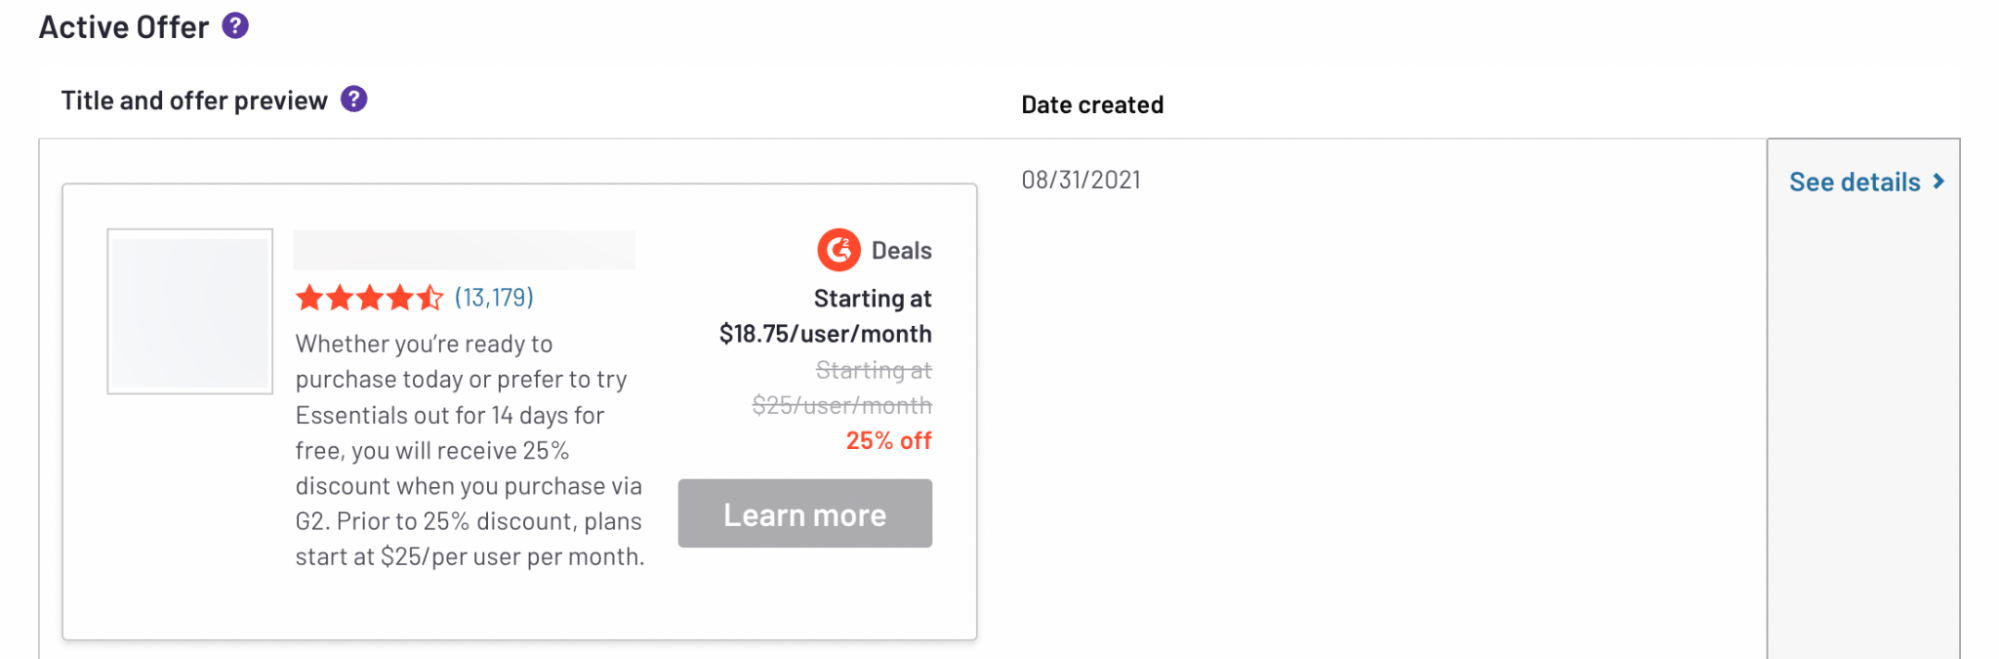 Active Offer ?
Title and offer preview ?
Date created
08/31/2021
See details
(13,179)
Whether you’re ready to
purchase today or prefer to try
Essentials out for 14 days for
free, you will receive 25%
discount when you purchase via
G2. Prior to 25% discount, plans
start at $25/per user per month.
G2 Deals
Starting at
$18.75/user/month
Starting at
$25/user/month
25% off
Learn more